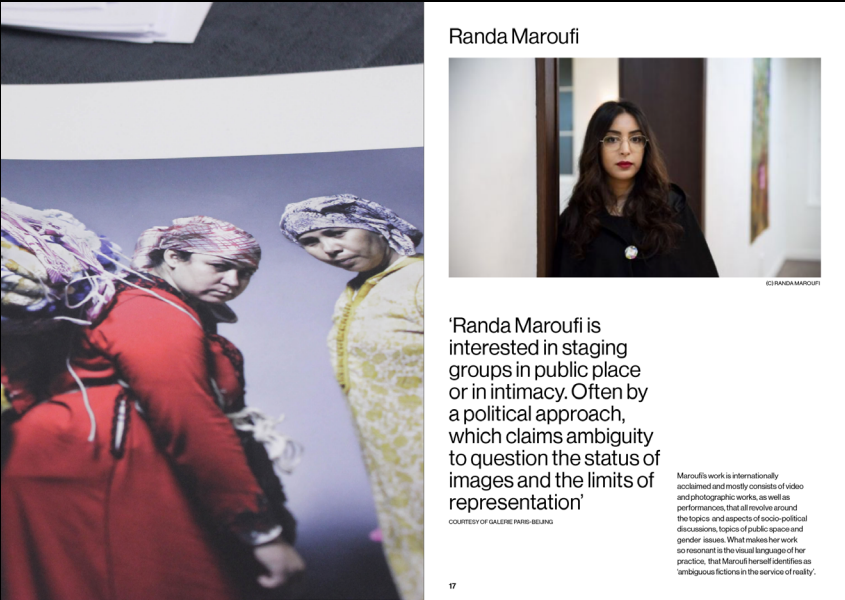 Randa Maroufi
(C) RANDA MAROUFI
‘Randa Maroufi is
interested in staging
groups in public place
or in intimacy. Often by
a political approach,
which claims ambiguity
to question the status of
images and the limits of
representation’
COURTESY OF GALERIE PARIS-BEIJING
Maroufi’s work is internationally
acclaimed and mostly consists of video
and photographic works, as well as
performances, that all revolve around
the topics and aspects of socio-political
discussions, topics of public space and
gender issues. What makes her work
so resonant is the visual language of her
practice, that Maroufi herself identifies as
‘ambiguous fictions in the service of reality’.
17